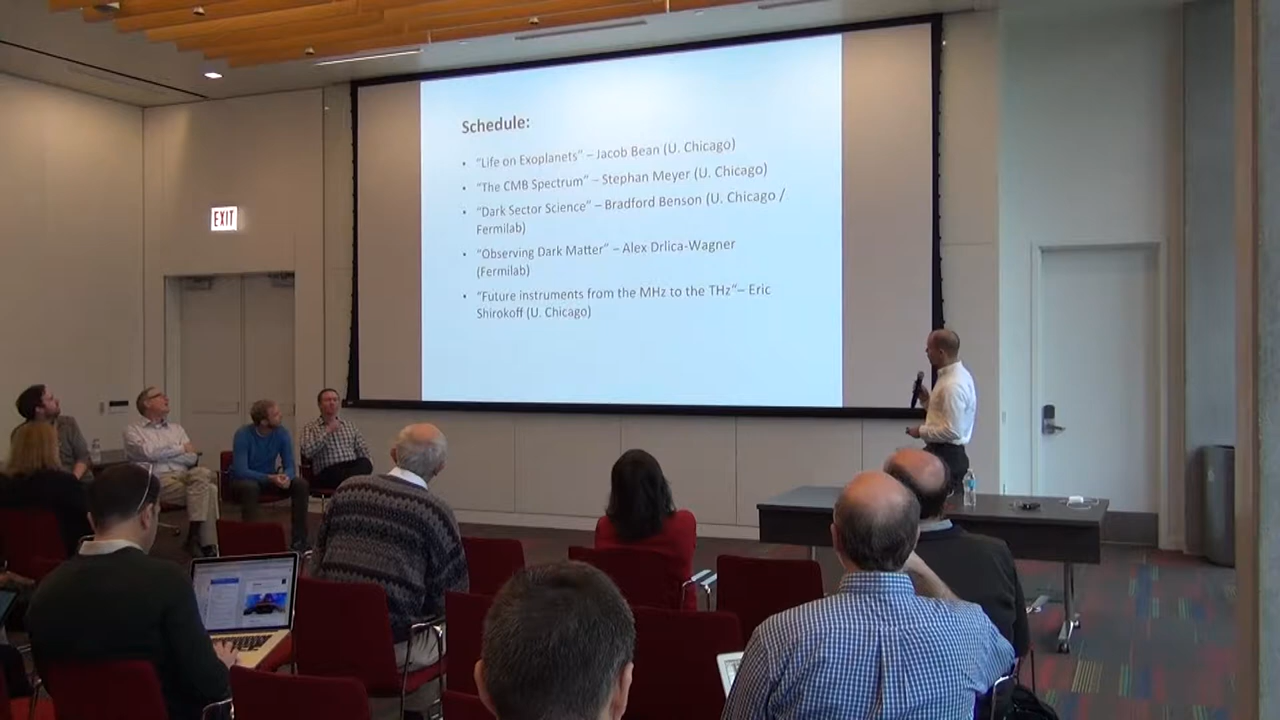 Schedule:
• "Life on Exoplanets" – Jacob Bean (U. Chicago)
• "The CMB Spectrum" – Stephan Meyer (U. Chicago)
• "Dark Sector Science" – Bradford Benson (U. Chicago /
Fermilab)
• "Observing Dark Matter" – Alex Drlica-Wagner
(Fermilab)
• "Future instruments from the MHz to the THz"– Eric
Shirokoff (U. Chicago)
EXIT